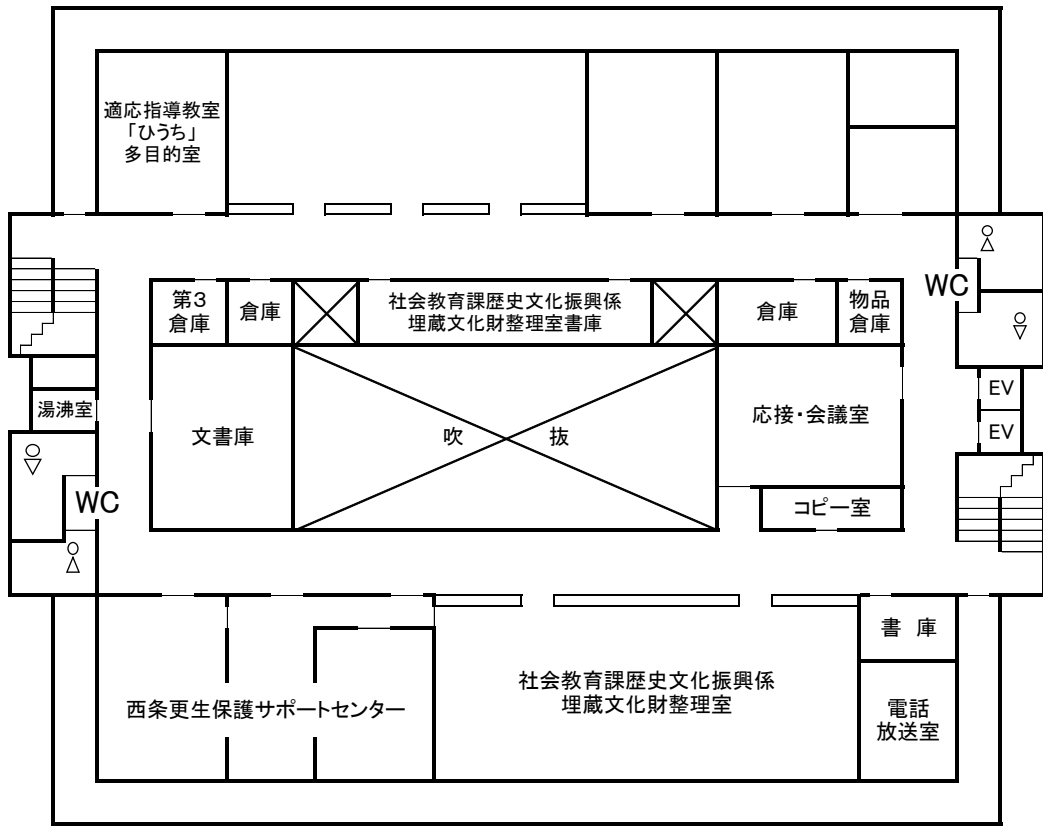 適応指導教室
「ひうち」
多目的室
第3
倉庫
倉庫
社会教育課歴史文化振興係
埋蔵文化財整理室書庫
倉庫
物品
倉庫
WC
EV
EV
湯沸室
文書庫
吹 抜
応接・会議室
コピー室
WC
西条更生保護サポートセンター
社会教育課歴史文化振興係
埋蔵文化財整理室
書 庫
電話
放送室